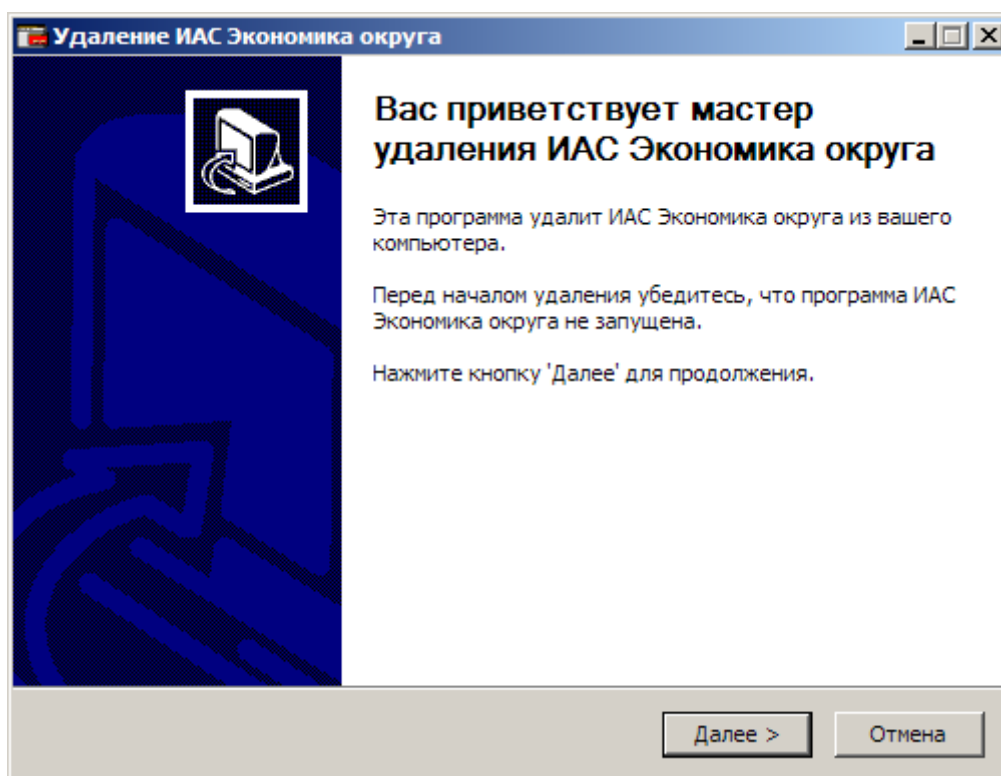 Удаление ИАС Экономика округа
Вас приветствует мастер
удаления ИАС Экономика округа
Эта программа удалит ИАС Экономика округа из вашего
компьютера.
Перед началом удаления убедитесь, что программа ИАС
Экономика округа не запущена.
Нажмите кнопку 'Далее' для продолжения.
Далее >
Отмена